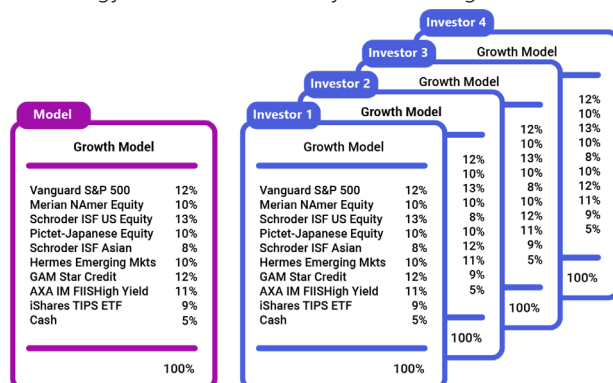 Model
Growth Model
Vanguard S&P 500 12%
Merian NAmer Equity 10%
Schroder ISF US Equity 13%
Pictet-Japanese Equity 10%
Schroder ISF Asian 8%
Hermes Emerging Mkts 10%
GAM Star Credit 12%
AXA IM FIISHigh Yield 11%
iShares TIPS ETF 9%
Cash 5%
100%
Investor 1
Growth Model
Vanguard S&P 500 12%
Merian NAmer Equity 10%
Schroder ISF US Equity 13%
Pictet-Japanese Equity 10%
Schroder ISF Asian 8%
Hermes Emerging Mkts 10%
GAM Star Credit 12%
AXA IM FIISHigh Yield 11%
iShares TIPS ETF 9%
Cash 5%
100%
Investor 2
Growth Model
12%
10%
13%
10%
8%
10%
12%
11%
9%
5%
100%
Investor 3
Growth Model
12%
10%
13%
10%
8%
10%
12%
11%
9%
5%
100%
Investor 4
Growth Model
12%
10%
13%
10%
8%
10%
12%
11%
9%
5%
100%